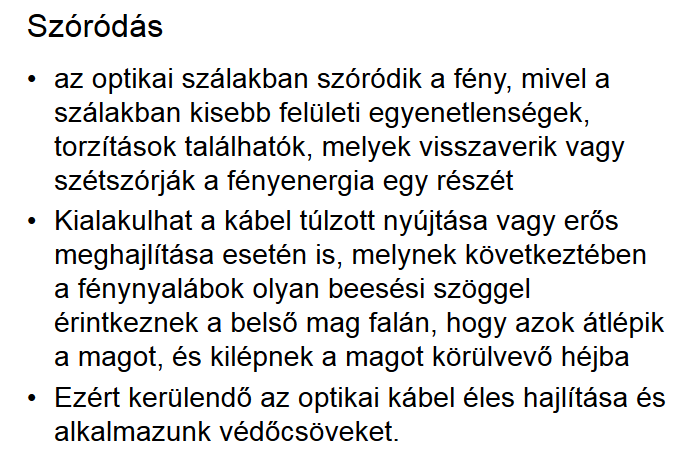 Szóródás
• az optikai szálakban szóródik a fény, mivel a
szálakban kisebb felületi egyenetlenségek,
torzítások találhatók, melyek visszaverik vagy
szétszórják a fényenergia egy részét
• Kialakulhat a kábel túlzott nyújtása vagy erős
meghajlítása esetén is, melynek következtében
a fénynyalábok olyan beesési szöggel
érintkeznek a belső mag falán, hogy azok átlépik
a magot, és kilépnek a magot körülvevő héjba
• Ezért kerülendő az optikai kábel éles hajlítása és
alkalmazunk védőcsöveket.